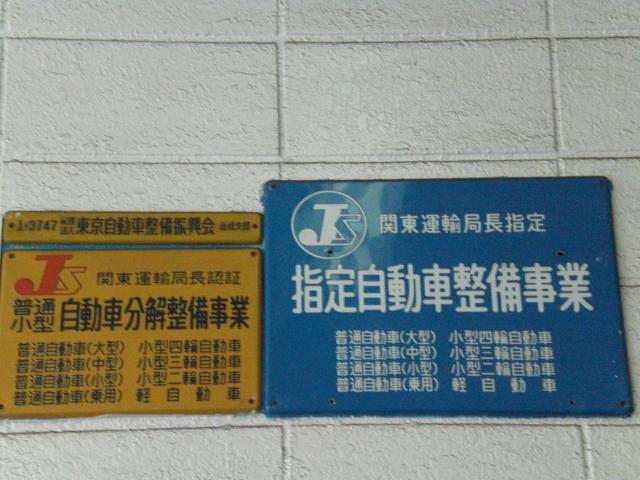 1-3747 社団法人 東京自動車整備振興会
JS 関東運輸局長認証
普通小型 自動車分解整備事業
普通自動車(大型) 小型四輪自動車
普通自動車(中型) 小型三輪自動車
普通自動車(小型) 小型二輪自動車
普通自動車(乗用) 軽自動車
JS 関東運輸局長指定
指定自動車整備事業
普通自動車(大型) 小型四輪自動車
普通自動車(中型) 小型三輪自動車
普通自動車(小型) 小型二輪自動車
普通自動車(乗用) 軽自動車